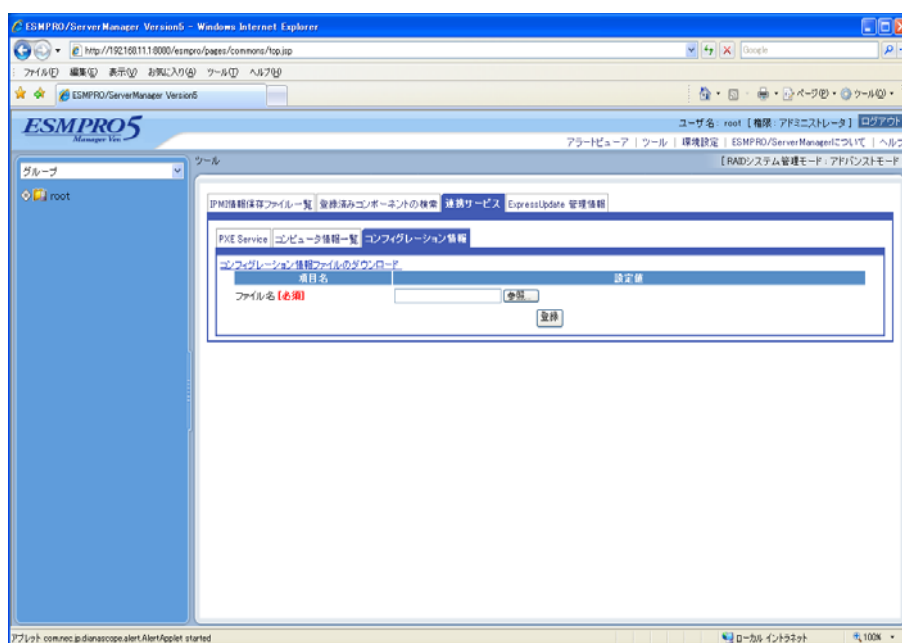 ESMPRO/ServerManager Version5 - Windows Internet Explorer
http://192.168.11.1:8080/esmpro/pages/commons/top.jsp
Google
ファイル(F) 編集(E) 表示(V) お気に入り(A) ツール(T) ヘルプ(H)
ESMPRO/ServerManager Version5
ページ(P) ツール(O)
ESMPRO5
Manager Ver.
ユーザ名: root [ 権限: アドミニストレータ ] ログアウト
アラートビューア | ツール | 環境設定 | ESMPRO/ServerManagerについて | ヘルプ
グループ
ツール
[ RAIDシステム管理モード: アドバンストモード
root
IPMI情報保存ファイル一覧 登録済みコンポーネントの検索 連携サービス ExpressUpdate 管理情報
PXE Service コンピュータ情報一覧 コンフィグレーション情報
コンフィグレーション情報ファイルのダウンロード
項目名 設定値
ファイル名 [必須] 参照...
登録
アプレット com.nec.jp.dianascope.alert.AlertApplet started
ローカル イントラネット
100%